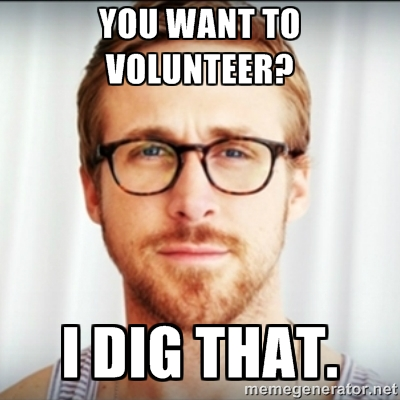 YOU WANT TO
VOLUNTEER?
I DIG THAT.
memegenerator.net